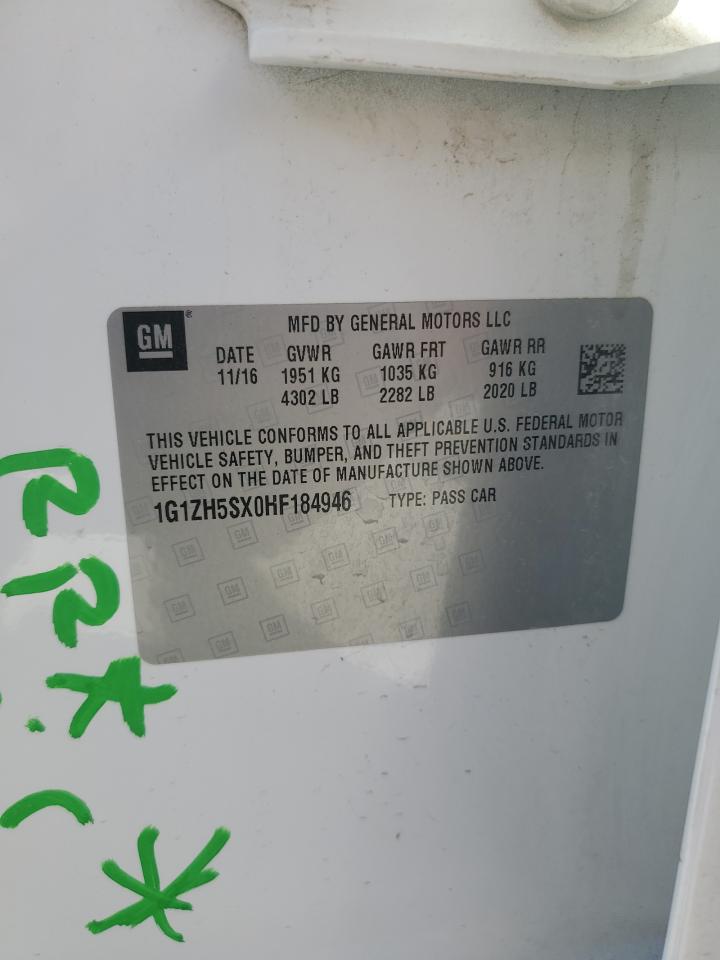 GM
MFD BY GENERAL MOTORS LLC
DATE GVWR GAWR FRT GAWR RR
11/16 1951 KG 1035 KG 916 KG
4302 LB 2282 LB 2020 LB
THIS VEHICLE CONFORMS TO ALL APPLICABLE U.S. FEDERAL MOTOR
VEHICLE SAFETY, BUMPER, AND THEFT PREVENTION STANDARDS IN
EFFECT ON THE DATE OF MANUFACTURE SHOWN ABOVE.
1G1ZH5SX0HF184946 TYPE: PASS CAR